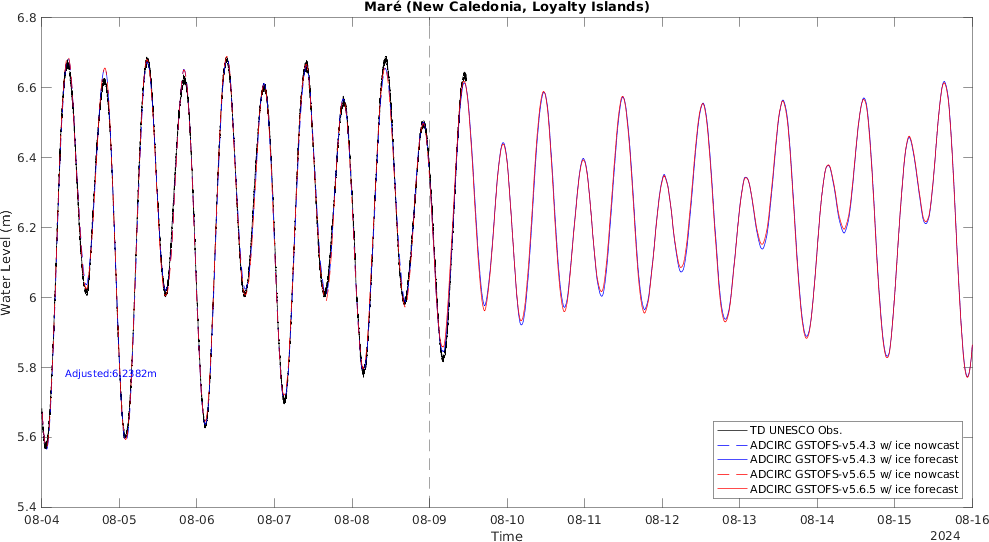 Maré (New Caledonia, Loyalty Islands)
6.8
6.6
6.4
6.2
6
5.8
5.6
5.4
Water Level (m)
Adjusted:6.2382m
TD UNESCO Obs.
ADCIRC GSTOFS-v5.4.3 w/ ice nowcast
ADCIRC GSTOFS-v5.4.3 w/ ice forecast
ADCIRC GSTOFS-v5.6.5 w/ ice nowcast
ADCIRC GSTOFS-v5.6.5 w/ ice forecast
08-04 08-05 08-06 08-07 08-08 08-09 08-10 08-11 08-12 08-13 08-14 08-15 08-16
Time
2024